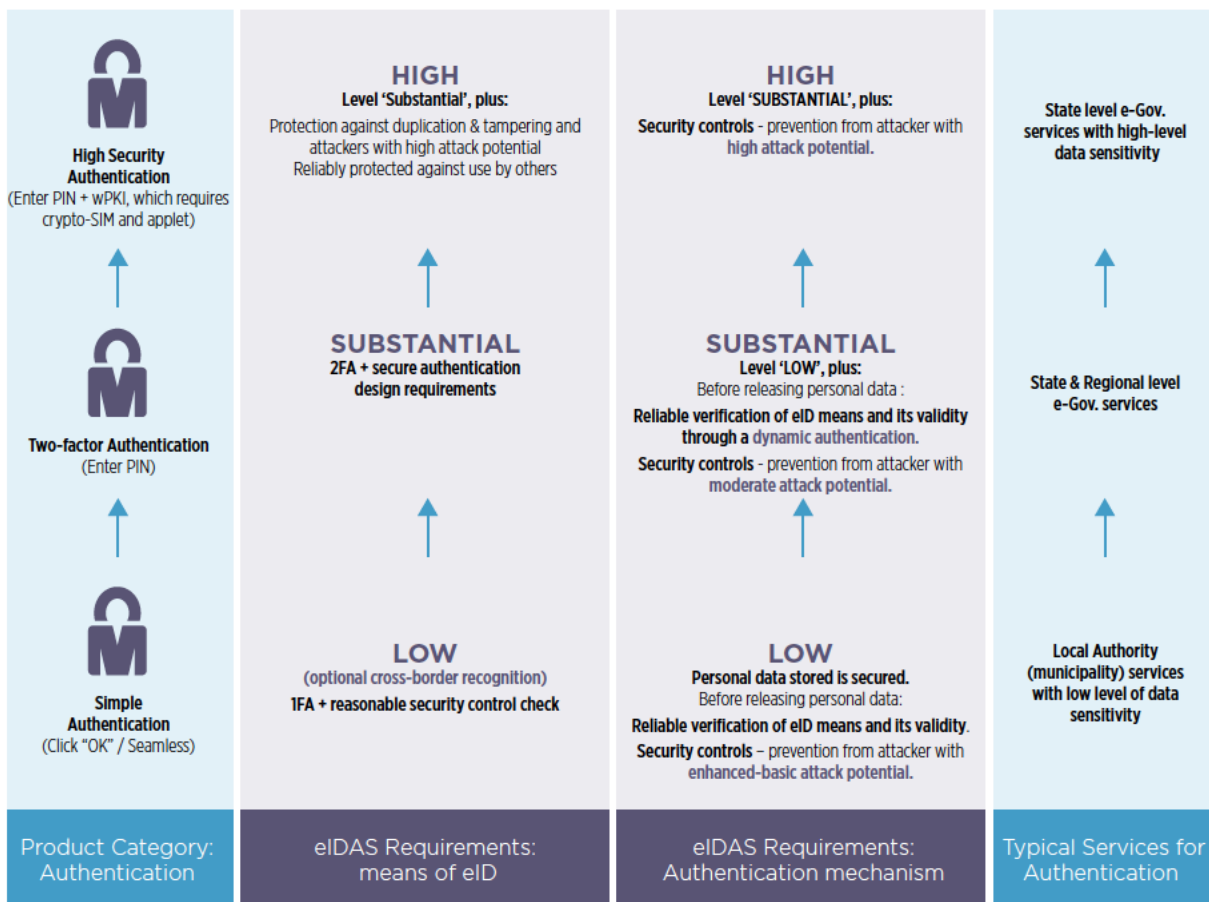 High Security
Authentication
(Enter PIN + wPKI, which requires
crypto-SIM and applet)
HIGH
Level ‘Substantial’, plus:
Protection against duplication & tampering and
attackers with high attack potential
Reliably protected against use by others
HIGH
Level ‘SUBSTANTIAL’, plus:
Security controls - prevention from attacker with
high attack potential.
State level e-Gov.
services with high-level
data sensitivity
Two-factor Authentication
(Enter PIN)
SUBSTANTIAL
2FA + secure authentication
design requirements
SUBSTANTIAL
Level ‘LOW’, plus:
Before releasing personal data :
Reliable verification of eID means and its validity
through a dynamic authentication.
Security controls - prevention from attacker with
moderate attack potential.
State & Regional level
e-Gov. services
Simple
Authentication
(Click “OK” / Seamless)
LOW
(optional cross-border recognition)
1FA + reasonable security control check
LOW
Personal data stored is secured.
Before releasing personal data:
Reliable verification of eID means and its validity.
Security controls – prevention from attacker with
enhanced-basic attack potential.
Local Authority
(municipality) services
with low level of data
sensitivity
Product Category:
Authentication
eIDAS Requirements:
means of eID
eIDAS Requirements:
Authentication mechanism
Typical Services for
Authentication